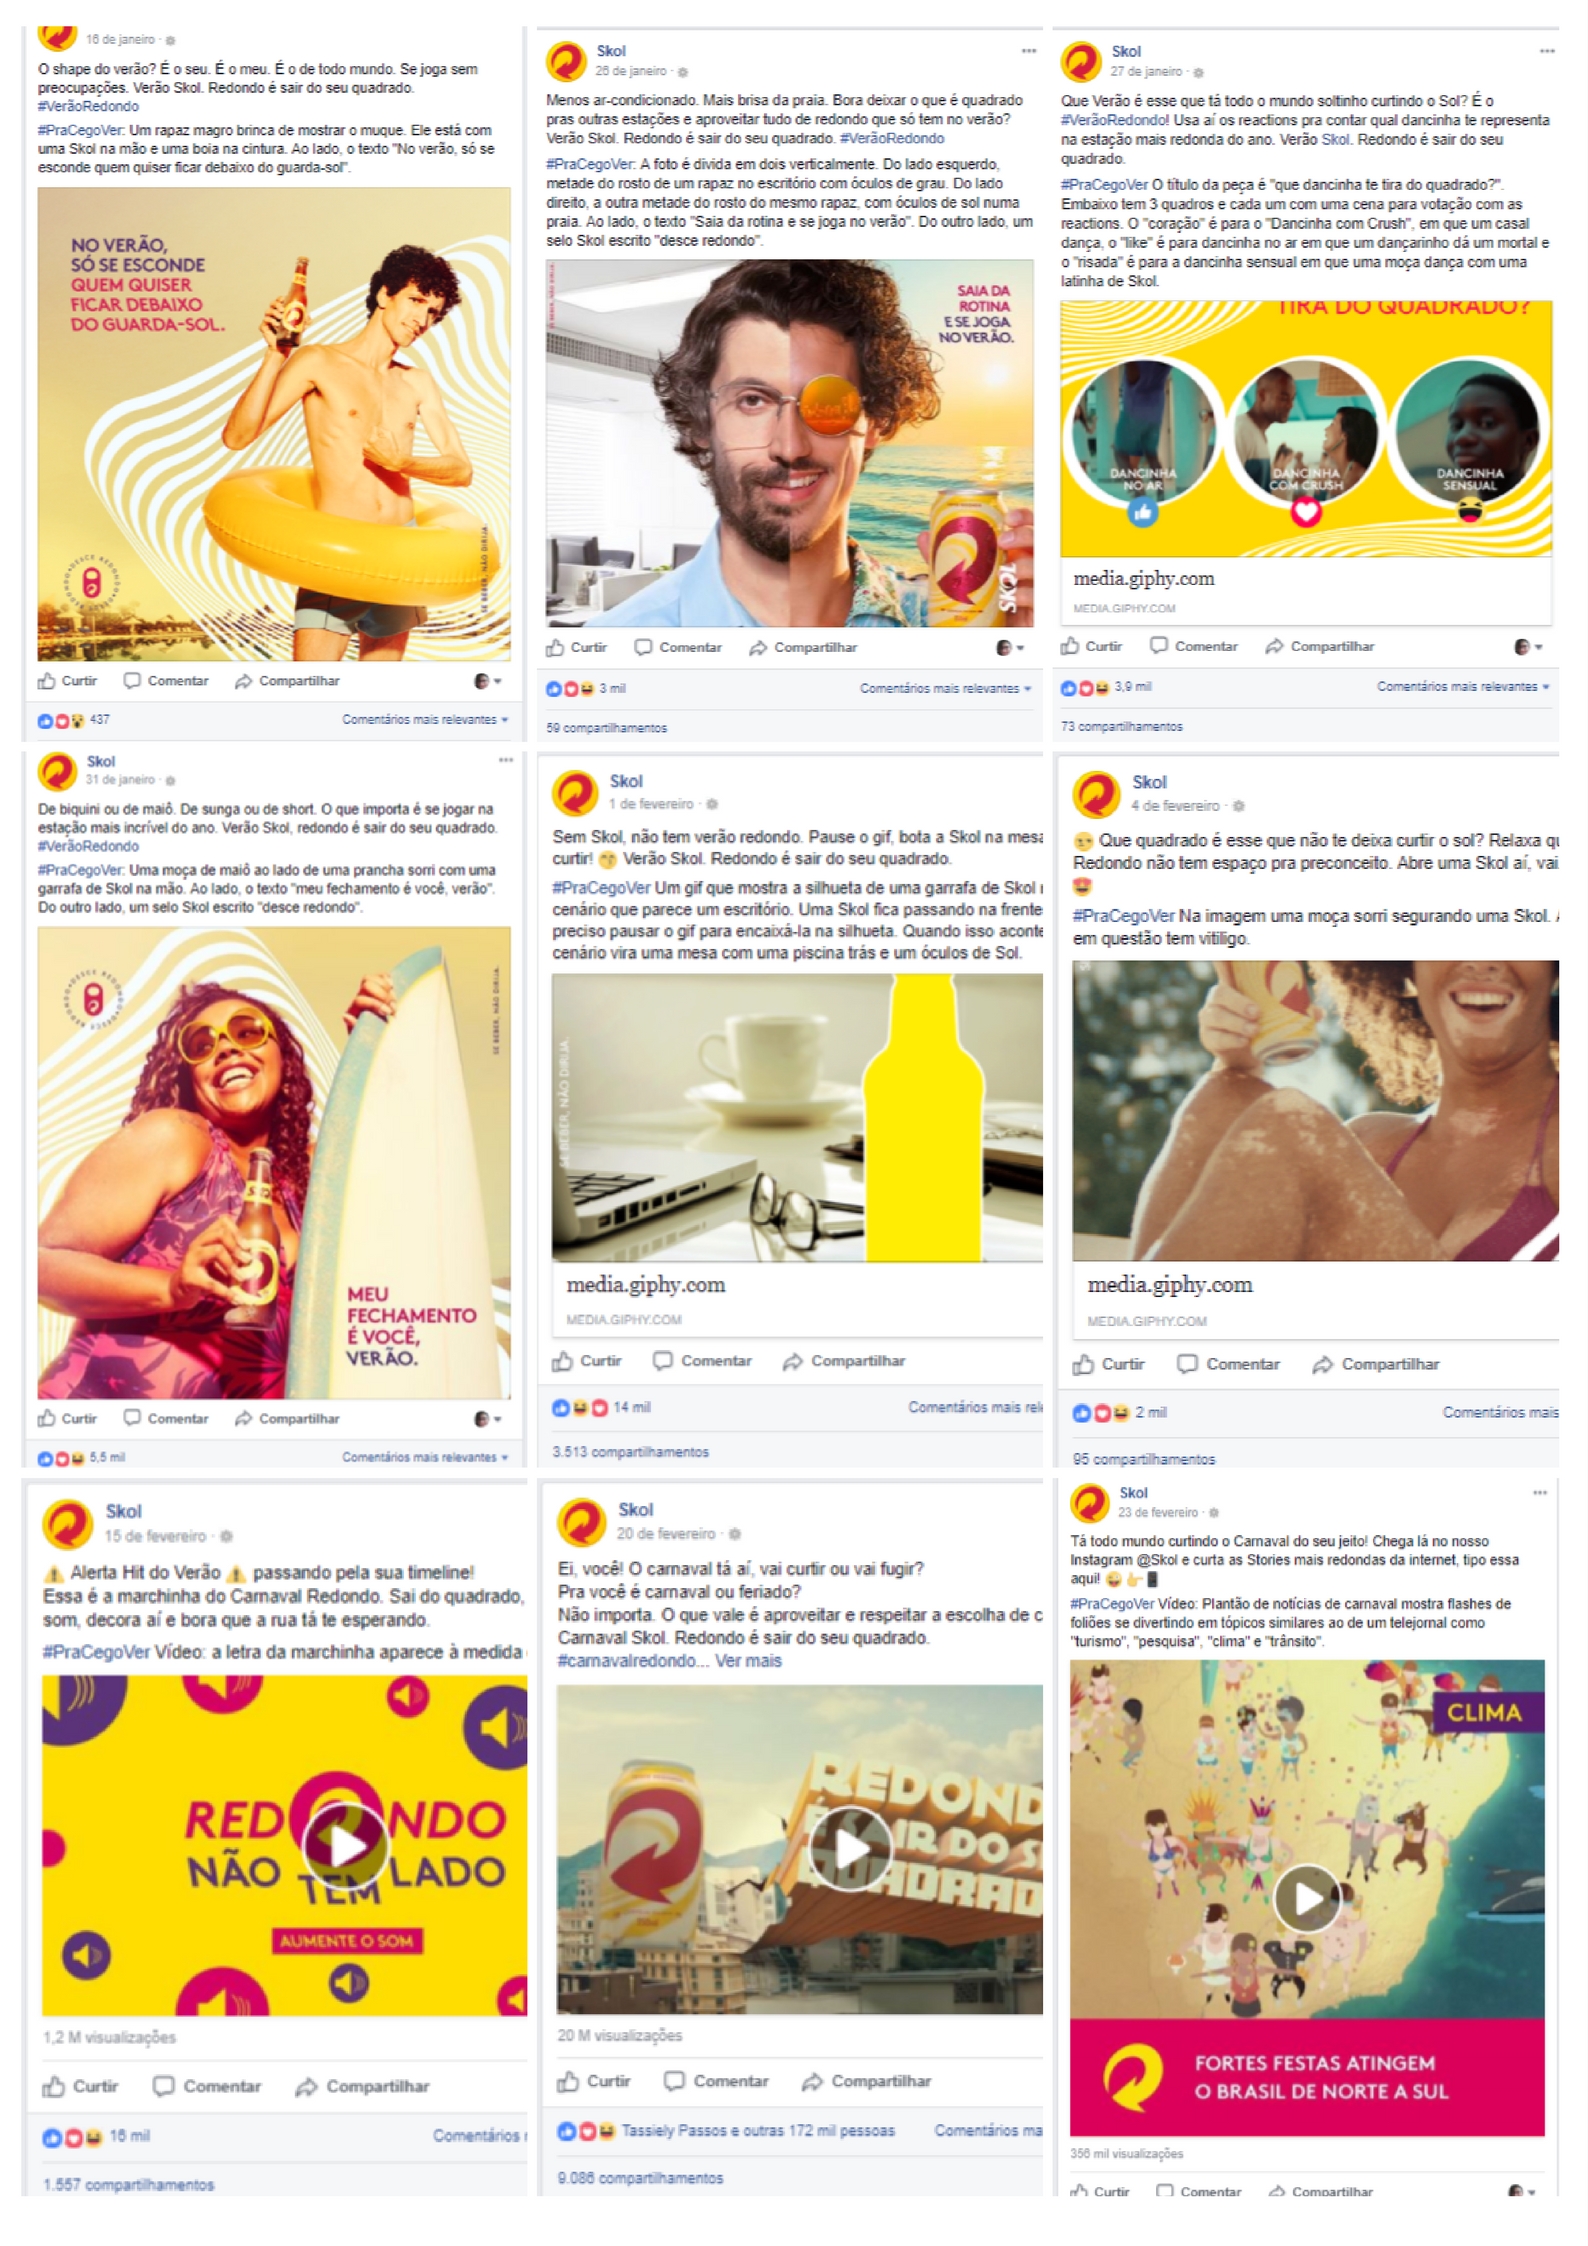 16 de janeiro ·
O shape do verão? É o seu. É o meu. É o de todo mundo. Se joga sem
preocupações. Verão Skol. Redondo é sair do seu quadrado.
#VerãoRedondo
#PraCegoVer: Um rapaz magro brinca de mostrar o muque. Ele está com
uma Skol na mão e uma boia na cintura. Ao lado, o texto "No verão, só se
esconde quem quiser ficar debaixo do guarda-sol".
NO VERÃO,
SÓ SE ESCONDE
QUEM QUISER
FICAR DEBAIXO
DO GUARDA-SOL.
DESCE REDONDO
SE BEBER, NÃO DIRIJA.
Curtir Comentar Compartilhar
437 Comentários mais relevantes
Skol
26 de janeiro ·
Menos ar-condicionado. Mais brisa da praia. Bora deixar o que é quadrado
pras outras estações e aproveitar tudo de redondo que só tem no verão?
Verão Skol. Redondo é sair do seu quadrado. #VerãoRedondo
#PraCegoVer: A foto é divida em dois verticalmente. Do lado esquerdo,
metade do rosto de um rapaz no escritório com óculos de grau. Do lado
direito, a outra metade do rosto do mesmo rapaz, com óculos de sol numa
praia. Ao lado, o texto "Saia da rotina e se joga no verão". Do outro lado, um
selo Skol escrito "desce redondo".
SAIA DA
ROTINA
E SE JOGA
NO VERÃO.
SKOL
Curtir Comentar Compartilhar
3 mil Comentários mais relevantes
59 compartilhamentos
Skol
27 de janeiro ·
Que Verão é esse que tá todo o mundo soltinho curtindo o Sol? É o
#VerãoRedondo! Usa aí os reactions pra contar qual dancinha te representa
na estação mais redonda do ano. Verão Skol. Redondo é sair do seu
quadrado.
#PraCegoVer O título da peça é "que dancinha te tira do quadrado?".
Embaixo tem 3 quadros e cada um com uma cena para votação com as
reactions. O "coração" é para o "Dancinha com Crush", em que um casal
dança, o "like" é para dancinha no ar em que um dançarinho dá um mortal e
o "risada" é para a dancinha sensual em que uma moça dança com uma
latinha de Skol.
TIRA DO QUADRADO?
DANCINHA
NO AR
DANCINHA
COM CRUSH
DANCINHA
SENSUAL
media.giphy.com
MEDIA.GIPHY.COM
Curtir Comentar Compartilhar
3,9 mil Comentários mais relevantes
73 compartilhamentos
Skol
31 de janeiro ·
De biquini ou de maiô. De sunga ou de short. O que importa é se jogar na
estação mais incrível do ano. Verão Skol, redondo é sair do seu quadrado.
#VerãoRedondo
#PraCegoVer: Uma moça de maiô ao lado de uma prancha sorri com uma
garrafa de Skol na mão. Ao lado, o texto "meu fechamento é você, verão".
Do outro lado, um selo Skol escrito "desce redondo".
DESCE REDONDO
SE BEBER, NÃO DIRIJA.
MEU
FECHAMENTO
É VOCÊ,
VERÃO.
Curtir Comentar Compartilhar
5,5 mil Comentários mais relevantes
Skol
1 de fevereiro ·
Sem Skol, não tem verão redondo. Pause o gif, bota a Skol na mesa
curtir! 😙 Verão Skol. Redondo é sair do seu quadrado.
#PraCegoVer Um gif que mostra a silhueta de uma garrafa de Skol
cenário que parece um escritório. Uma Skol fica passando na frente
preciso pausar o gif para encaixá-la na silhueta. Quando isso aconte
cenário vira uma mesa com uma piscina trás e um óculos de Sol.
SE BEBER, NÃO DIRIJA.
media.giphy.com
MEDIA.GIPHY.COM
Curtir Comentar Compartilhar
14 mil Comentários mais rele
3.513 compartilhamentos
Skol
4 de fevereiro ·
😒 Que quadrado é esse que não te deixa curtir o sol? Relaxa qu
Redondo não tem espaço pra preconceito. Abre uma Skol aí, vai
😍
#PraCegoVer Na imagem uma moça sorri segurando uma Skol.
em questão tem vitiligo.
media.giphy.com
MEDIA.GIPHY.COM
Curtir Comentar Compartilhar
2 mil Comentários mais
95 compartilhamentos
Skol
15 de fevereiro ·
⚠ Alerta Hit do Verão ⚠ passando pela sua timeline!
Essa é a marchinha do Carnaval Redondo. Sai do quadrado,
som, decora aí e bora que a rua tá te esperando.
#PraCegoVer Vídeo: a letra da marchinha aparece à medida
REDONDO
NÃO TEM LADO
AUMENTE O SOM
1,2 M visualizações
Curtir Comentar Compartilhar
16 mil Comentários
1.557 compartilhamentos
Skol
20 de fevereiro ·
Ei, você! O carnaval tá aí, vai curtir ou vai fugir?
Pra você é carnaval ou feriado?
Não importa. O que vale é aproveitar e respeitar a escolha de c
Carnaval Skol. Redondo é sair do seu quadrado.
#carnavalredondo... Ver mais
REDOND
É SAIR DO S
QUADRAD
20 M visualizações
Curtir Comentar Compartilhar
Tassiely Passos e outras 172 mil pessoas Comentários ma
9.086 compartilhamentos
Skol
23 de fevereiro ·
Tá todo mundo curtindo o Carnaval do seu jeito! Chega lá no nosso
Instagram @Skol e curta as Stories mais redondas da internet, tipo essa
aqui! 😜👉📱
#PraCegoVer Vídeo: Plantão de notícias de carnaval mostra flashes de
foliões se divertindo em tópicos similares ao de um telejornal como
"turismo", "pesquisa", "clima" e "trânsito".
CLIMA
FORTES FESTAS ATINGEM
O BRASIL DE NORTE A SUL
356 mil visualizações
Curtir Comentar Compartilhar